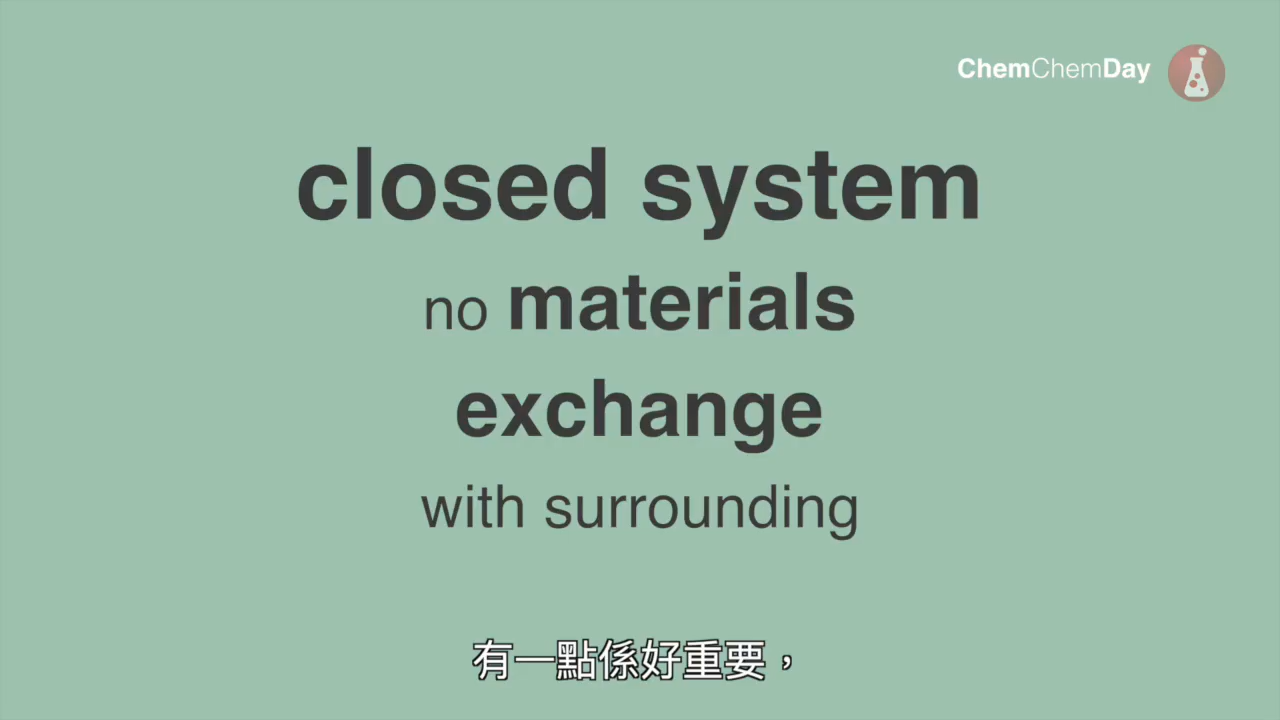 ChemChemDay
closed system
no materials
exchange
with surrounding
有一點係好重要，